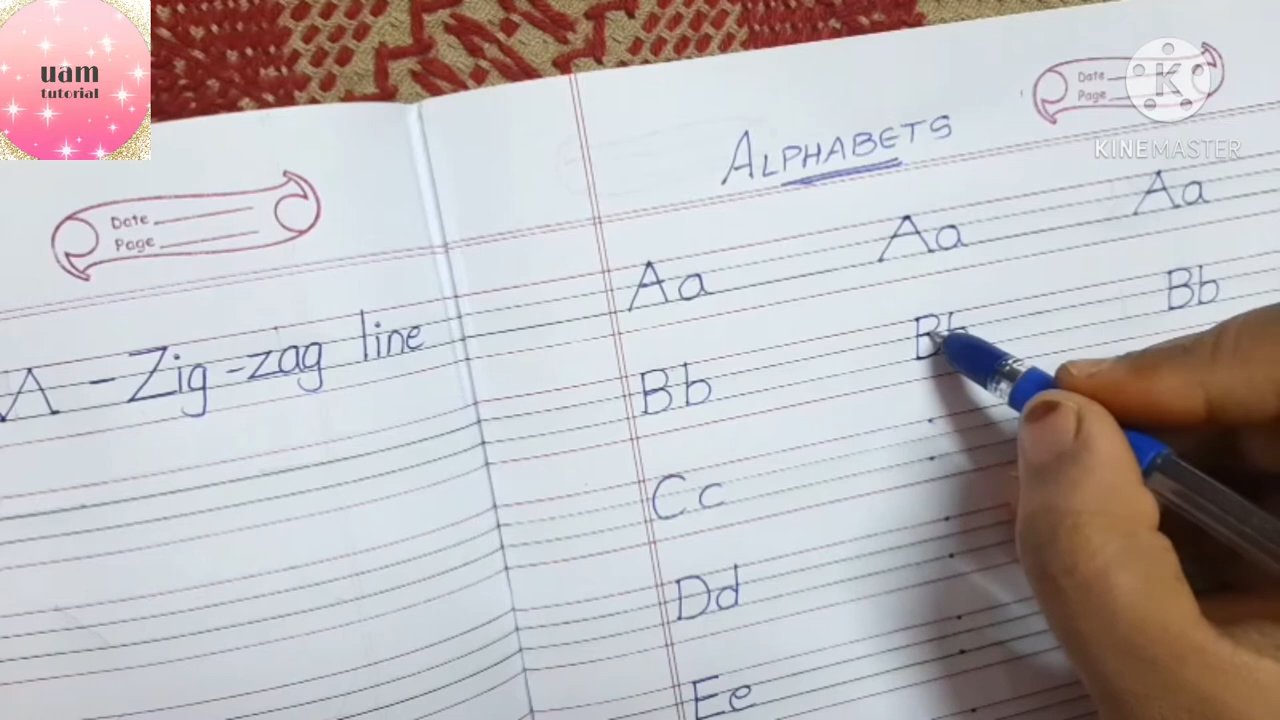 uam
tutorial
Date
Page
K
KINEMASTER
Date
Page
ALPHABETS
Aa Aa Aa
Bb Bb Bb
Cc
Dd
Ee
A - Zig-zag line